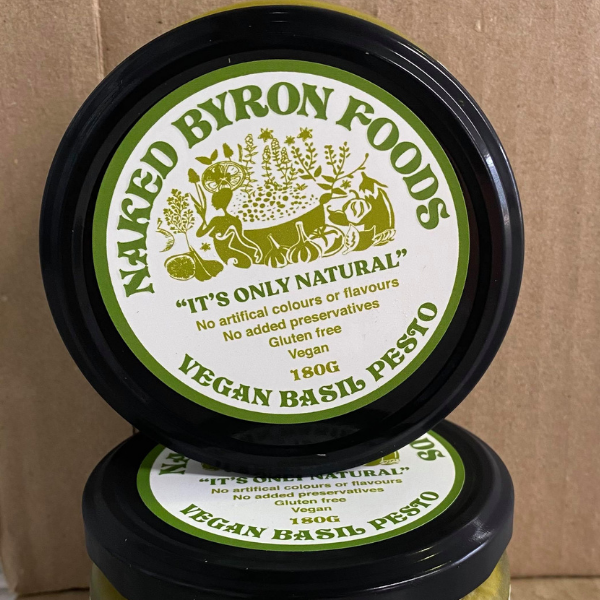 NAKED BYRON FOODS
"IT'S ONLY NATURAL"
No artifical colours or flavours
No added preservatives
Gluten free
Vegan
180G
VEGAN BASIL PESTO
"IT'S ONLY NATURAL"
No artifical colours or flavours
No added preservatives
Gluten free
Vegan
180G
VEGAN BASIL PESTO